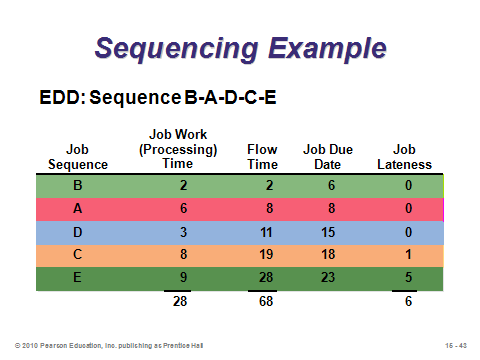 Sequencing Example
EDD: Sequence B-A-D-C-E
Job Sequence Job Work (Processing) Time Flow Time Job Due Date Job Lateness
B 2 2 6 0
A 6 8 8 0
D 3 11 15 0
C 8 19 18 1
E 9 28 23 5
28 68 6
© 2010 Pearson Education, Inc. publishing as Prentice Hall 15 - 43